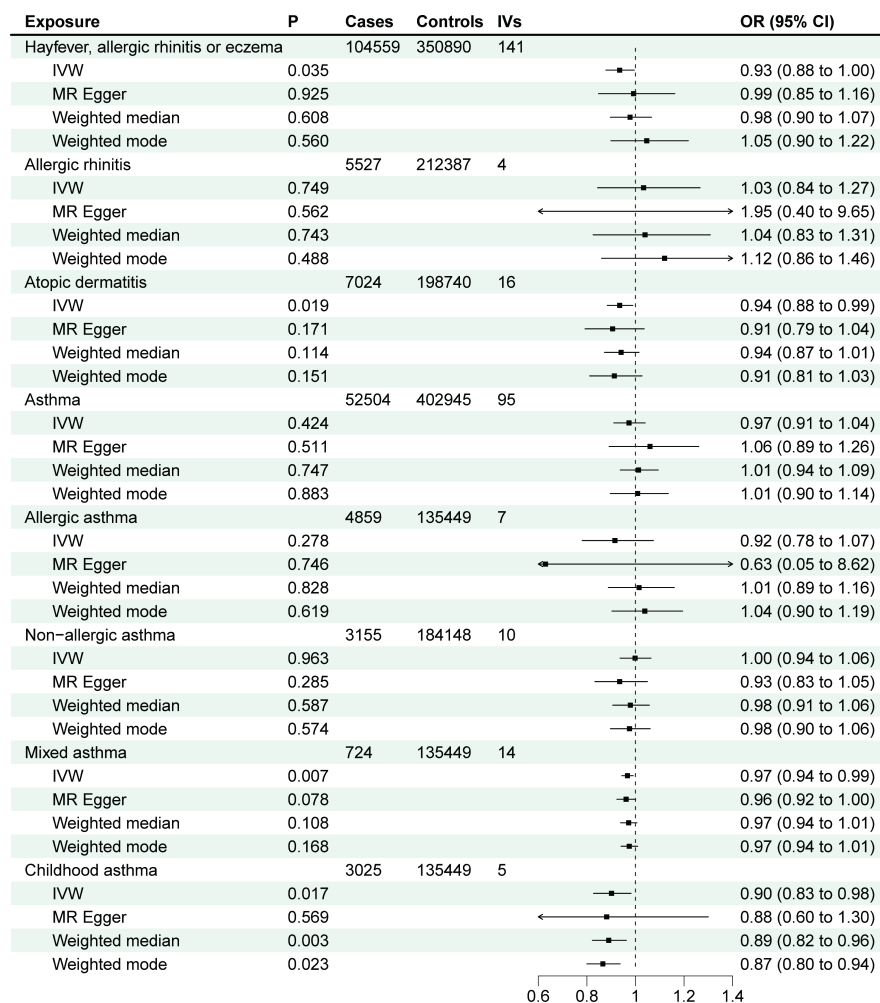 Exposure P Cases Controls IVs OR (95% CI)
Hayfever, allergic rhinitis or eczema 104559 350890 141
IVW 0.035 0.93 (0.88 to 1.00)
MR Egger 0.925 0.99 (0.85 to 1.16)
Weighted median 0.608 0.98 (0.90 to 1.07)
Weighted mode 0.560 1.05 (0.90 to 1.22)
Allergic rhinitis 5527 212387 4
IVW 0.749 1.03 (0.84 to 1.27)
MR Egger 0.562 1.95 (0.40 to 9.65)
Weighted median 0.743 1.04 (0.83 to 1.31)
Weighted mode 0.488 1.12 (0.86 to 1.46)
Atopic dermatitis 7024 198740 16
IVW 0.019 0.94 (0.88 to 0.99)
MR Egger 0.171 0.91 (0.79 to 1.04)
Weighted median 0.114 0.94 (0.87 to 1.01)
Weighted mode 0.151 0.91 (0.81 to 1.03)
Asthma 52504 402945 95
IVW 0.424 0.97 (0.91 to 1.04)
MR Egger 0.511 1.06 (0.89 to 1.26)
Weighted median 0.747 1.01 (0.94 to 1.09)
Weighted mode 0.883 1.01 (0.90 to 1.14)
Allergic asthma 4859 135449 7
IVW 0.278 0.92 (0.78 to 1.07)
MR Egger 0.746 0.63 (0.05 to 8.62)
Weighted median 0.828 1.01 (0.89 to 1.16)
Weighted mode 0.619 1.04 (0.90 to 1.19)
Non−allergic asthma 3155 184148 10
IVW 0.963 1.00 (0.94 to 1.06)
MR Egger 0.285 0.93 (0.83 to 1.05)
Weighted median 0.587 0.98 (0.91 to 1.06)
Weighted mode 0.574 0.98 (0.90 to 1.06)
Mixed asthma 724 135449 14
IVW 0.007 0.97 (0.94 to 0.99)
MR Egger 0.078 0.96 (0.92 to 1.00)
Weighted median 0.108 0.97 (0.94 to 1.01)
Weighted mode 0.168 0.97 (0.94 to 1.01)
Childhood asthma 3025 135449 5
IVW 0.017 0.90 (0.83 to 0.98)
MR Egger 0.569 0.88 (0.60 to 1.30)
Weighted median 0.003 0.89 (0.82 to 0.96)
Weighted mode 0.023 0.87 (0.80 to 0.94)
0.6 0.8 1 1.2 1.4